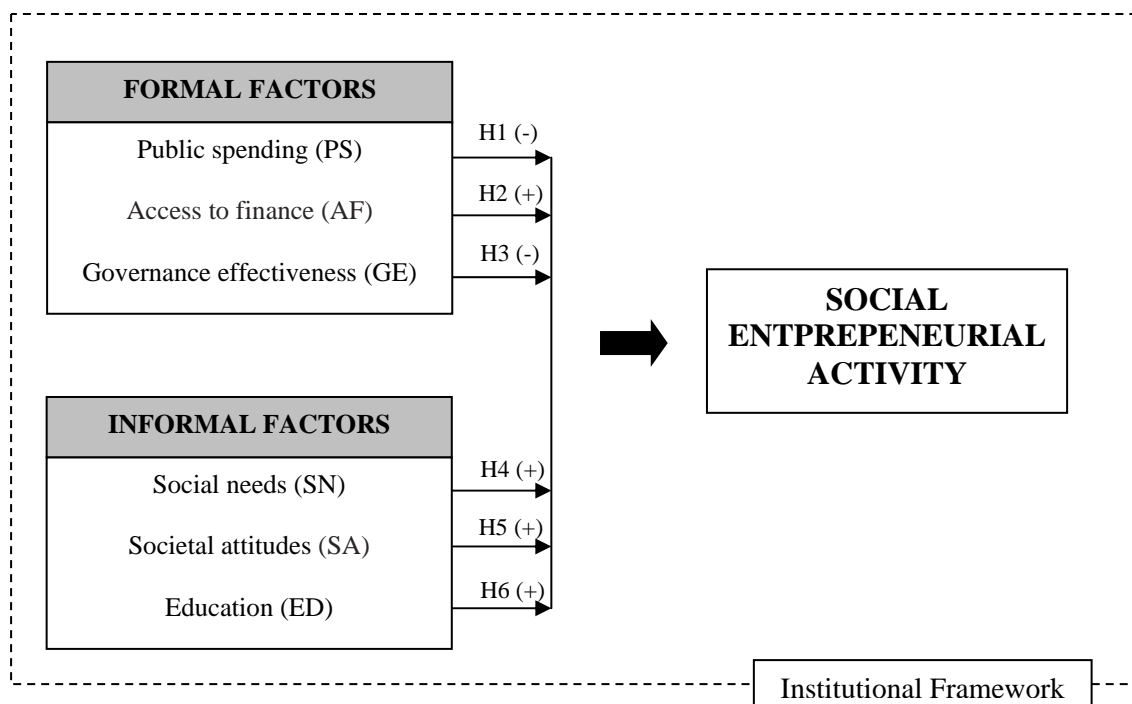 FORMAL FACTORS
Public spending (PS)
Access to finance (AF)
Governance effectiveness (GE)
H1 (-)
H2 (+)
H3 (-)
SOCIAL
ENTPREPENEURIAL
ACTIVITY
INFORMAL FACTORS
Social needs (SN)
Societal attitudes (SA)
Education (ED)
H4 (+)
H5 (+)
H6 (+)
Institutional Framework